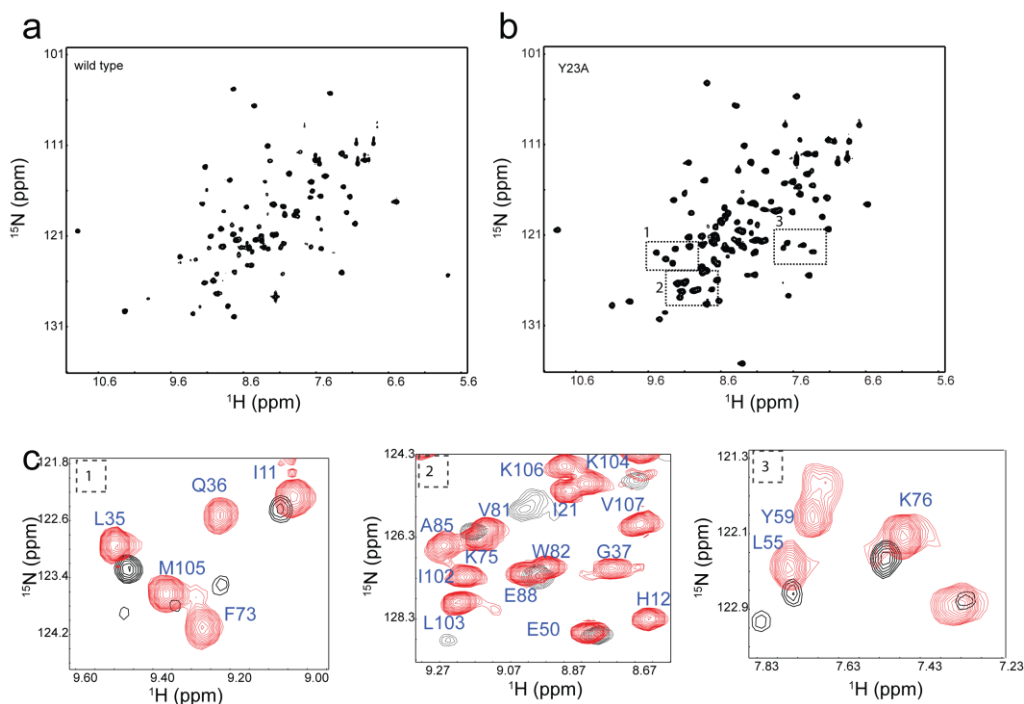 a
b
wild type
Y23A
101
111
121
131
15N (ppm)
10.6 9.6 8.6 7.6 6.6 5.6
1H (ppm)
101
111
121
131
15N (ppm)
1
2
3
10.6 9.6 8.6 7.6 6.6 5.6
1H (ppm)
c
1
121.8
122.6
123.4
124.2
15N (ppm)
I11
Q36
L35
M105
F73
9.60 9.40 9.20 9.00
1H (ppm)
2
124.3
126.3
128.3
15N (ppm)
K106
K104
V81
I21
V107
A85
K75
W82
G37
I102
E88
L103
H12
E50
9.27 9.07 8.87 8.67
1H (ppm)
3
121.3
122.1
122.9
15N (ppm)
K76
Y59
L55
7.83 7.63 7.43 7.23
1H (ppm)